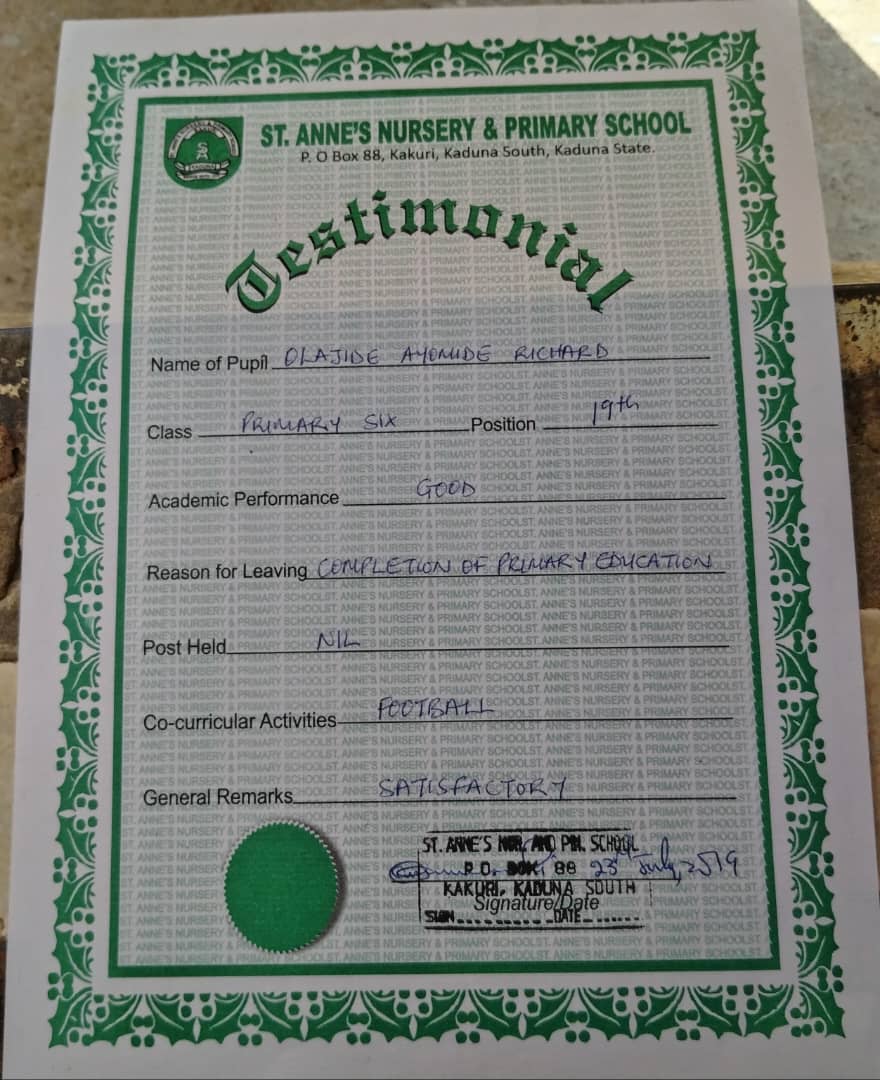 ST. ANNE'S NURSERY & PRIMARY SCHOOL
P. O Box 88, Kakuri, Kaduna South, Kaduna State.
Testimonial
Name of Pupil OLAJIDE AYOMIDE RICHARD
Class PRIMARY SIX Position 19th
Academic Performance GOOD
Reason for Leaving COMPLETION OF PRIMARY EDUCATION
Post Held NIL
Co-curricular Activities FOOTBALL
General Remarks SATISFACTORY
ST. ANNE'S NUR. AND PRI. SCHOOL
P. O. BOX 88 23rd July, 2019
KAKURI, KADUNA SOUTH
Signature/Date
SIGN DATE